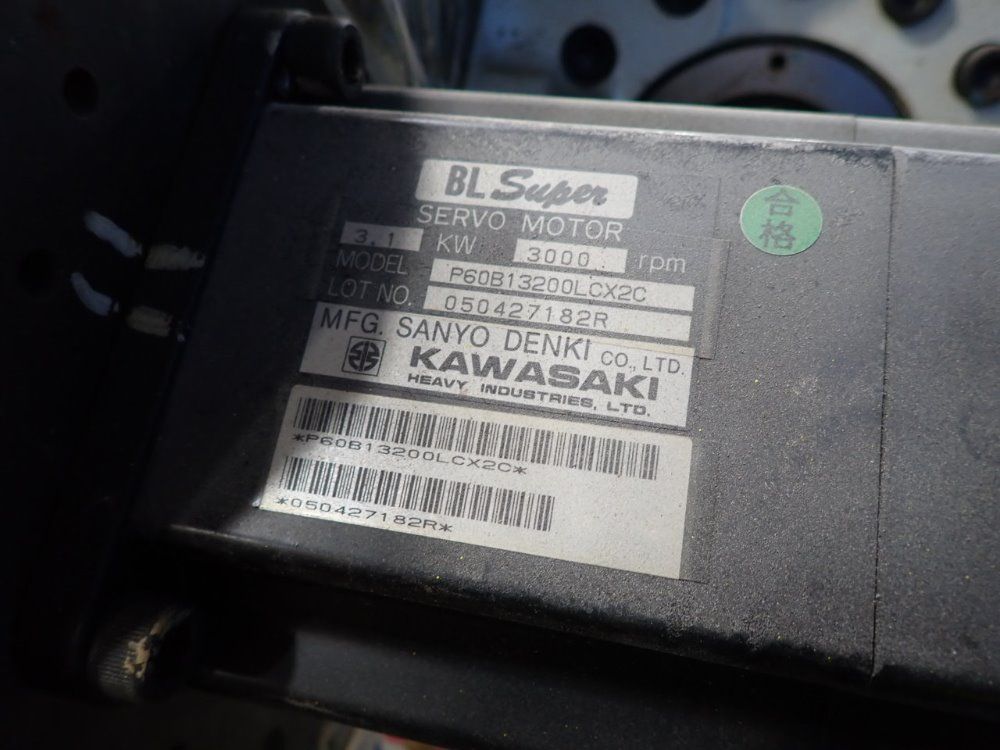 BL Super
SERVO MOTOR
3.1 KW 3000 rpm
MODEL P60B13200LCX2C
LOT NO. 050427182R
MFG. SANYO DENKI CO., LTD.
KAWASAKI
HEAVY INDUSTRIES, LTD.
*P60B13200LCX2C*
*050427182R*
合格